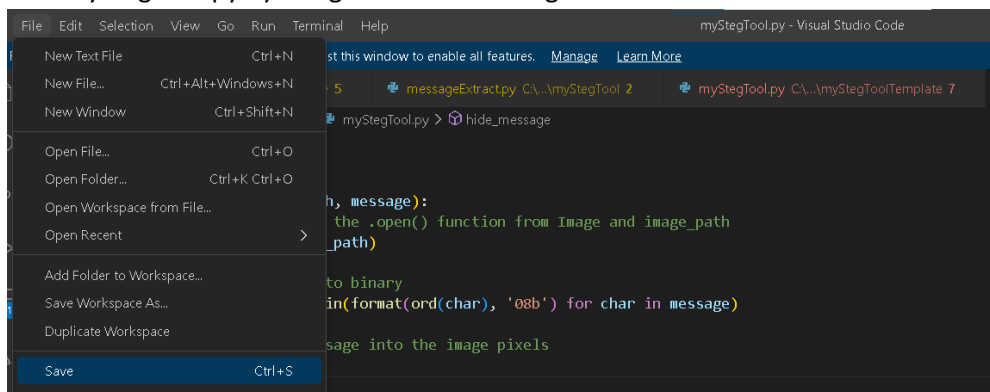 File Edit Selection View Go Run Terminal Help myStegTool.py - Visual Studio Code
New Text File Ctrl+N
st this window to enable all features. Manage Learn More
New File... Ctrl+Alt+Windows+N
5 messageExtract.py C:\...\myStegTool 2 myStegTool.py C:\...\myStegToolTemplate 7
New Window Ctrl+Shift+N
myStegTool.py > hide_message
Open File... Ctrl+O
Open Folder... Ctrl+K Ctrl+O
h, message):
Open Workspace from File...
the .open() function from Image and image_path
Open Recent >
_path)
Add Folder to Workspace...
to binary
Save Workspace As...
in(format(ord(char), '08b') for char in message)
Duplicate Workspace
sage into the image pixels
Save Ctrl+S